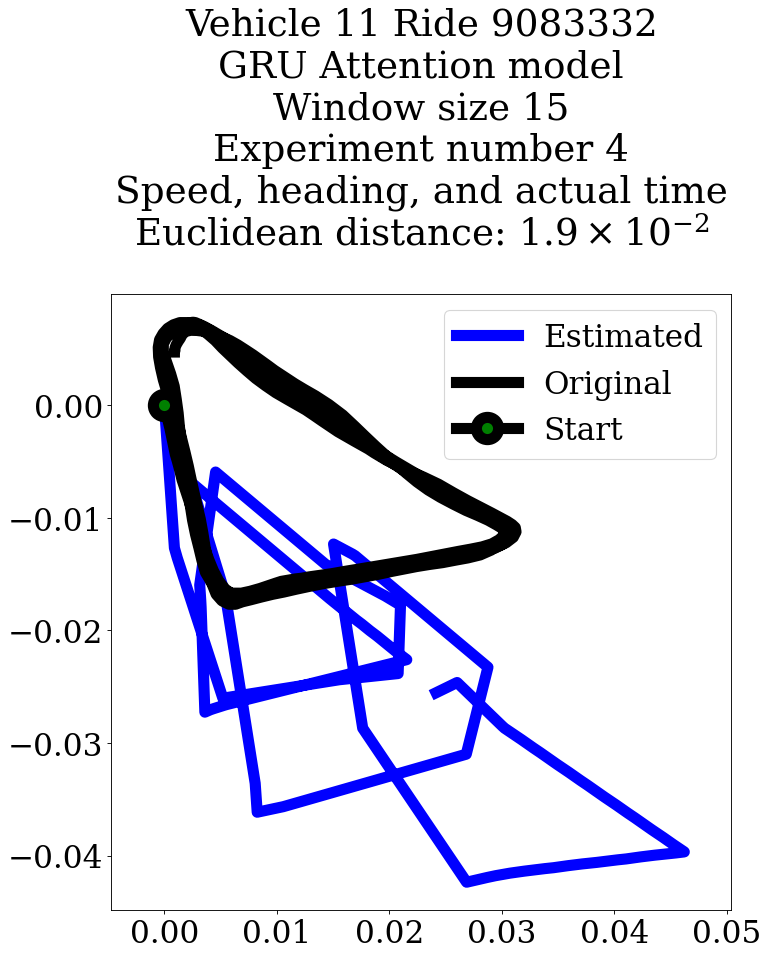 Vehicle 11 Ride 9083332
GRU Attention model
Window size 15
Experiment number 4
Speed, heading, and actual time
Euclidean distance: 1.9 × 10⁻²
Estimated
Original
Start
0.00
−0.01
−0.02
−0.03
−0.04
0.00 0.01 0.02 0.03 0.04 0.05